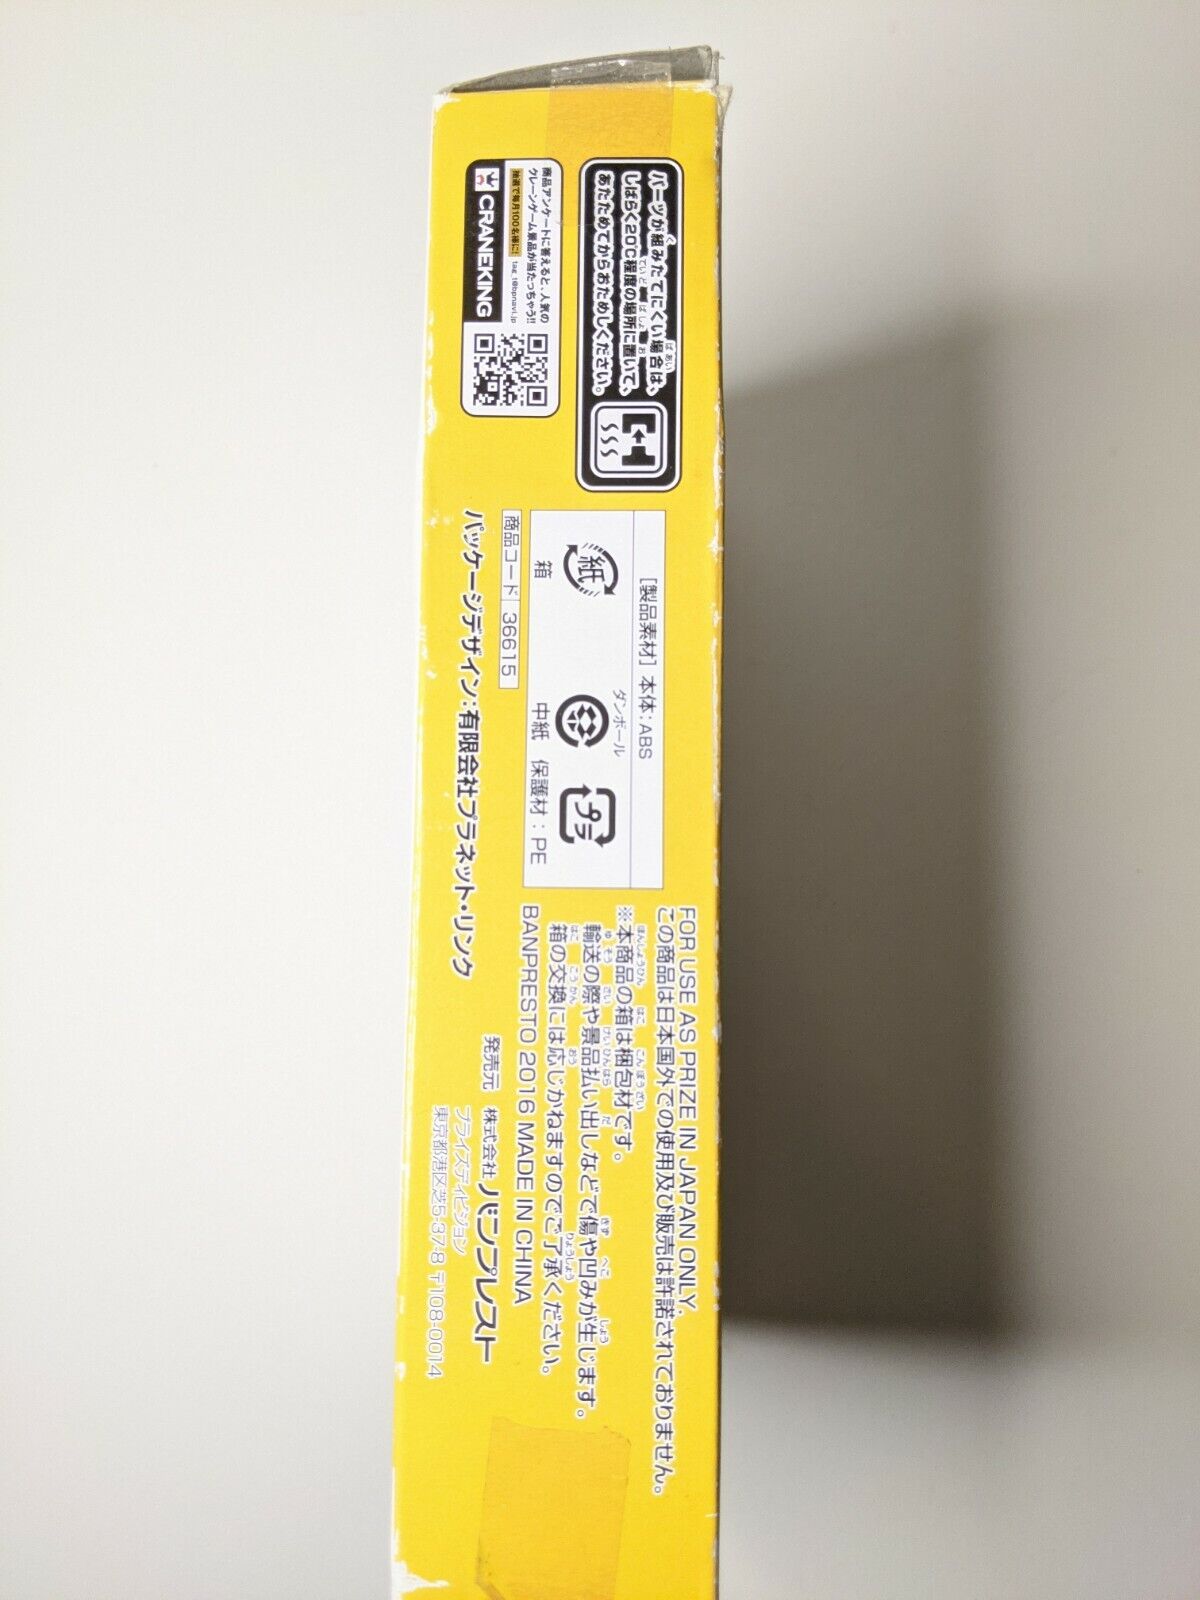 パーツが組みたてにくい場合は、
しばらく20℃程度の場所に置いて、
あたためてからおためしください。
商品アンケートに答えると、人気の
クレーンゲーム景品が当たっちゃう!!
抽選で毎月100名様に! tag_t@bpnavi.jp
CRANEKING
[製品素材] 本体:ABS
紙
箱
ダンボール
中紙
プラ
保護材:PE
商品コード 36615
パッケージデザイン:有限会社プラネット・リンク
FOR USE AS PRIZE IN JAPAN ONLY.
この商品は日本国外での使用及び販売は許諾されておりません。
※本商品の箱は梱包材です。
輸送の際や景品払い出しなどで傷や凹みが生じます。
箱の交換には応じかねますのでご了承ください。
BANPRESTO 2016 MADE IN CHINA
発売元 株式会社 バンプレスト
プライズディビジョン
東京都港区芝5-37-8 〒108-0014